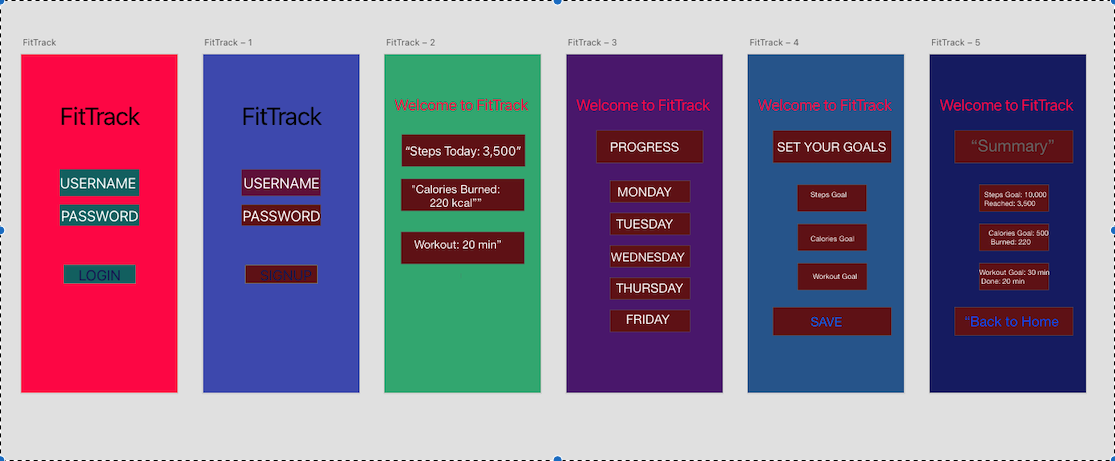 FitTrack
FitTrack
USERNAME
PASSWORD
LOGIN
FitTrack – 1
FitTrack
USERNAME
PASSWORD
SIGNUP
FitTrack – 2
Welcome to FitTrack
“Steps Today: 3,500”
"Calories Burned:
220 kcal””
Workout: 20 min”
FitTrack – 3
Welcome to FitTrack
PROGRESS
MONDAY
TUESDAY
WEDNESDAY
THURSDAY
FRIDAY
FitTrack – 4
Welcome to FitTrack
SET YOUR GOALS
Steps Goal
Calories Goal
Workout Goal
SAVE
FitTrack – 5
Welcome to FitTrack
“Summary”
Steps Goal: 10,000
Reached: 3,500
Calories Goal: 500
Burned: 220
Workout Goal: 30 min
Done: 20 min
“Back to Home